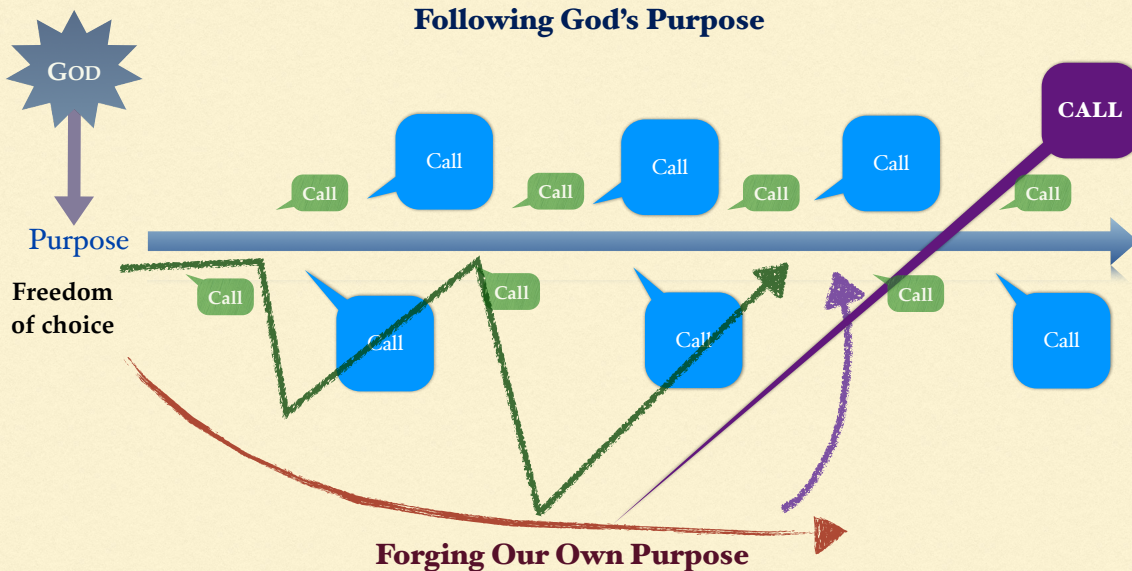 Following God's Purpose
GOD
CALL
Call
Call
Call
Call
Call
Call
Call
Purpose
Freedom
of choice
Call
Call
Call
Call
Call
Call
Call
Forging Our Own Purpose